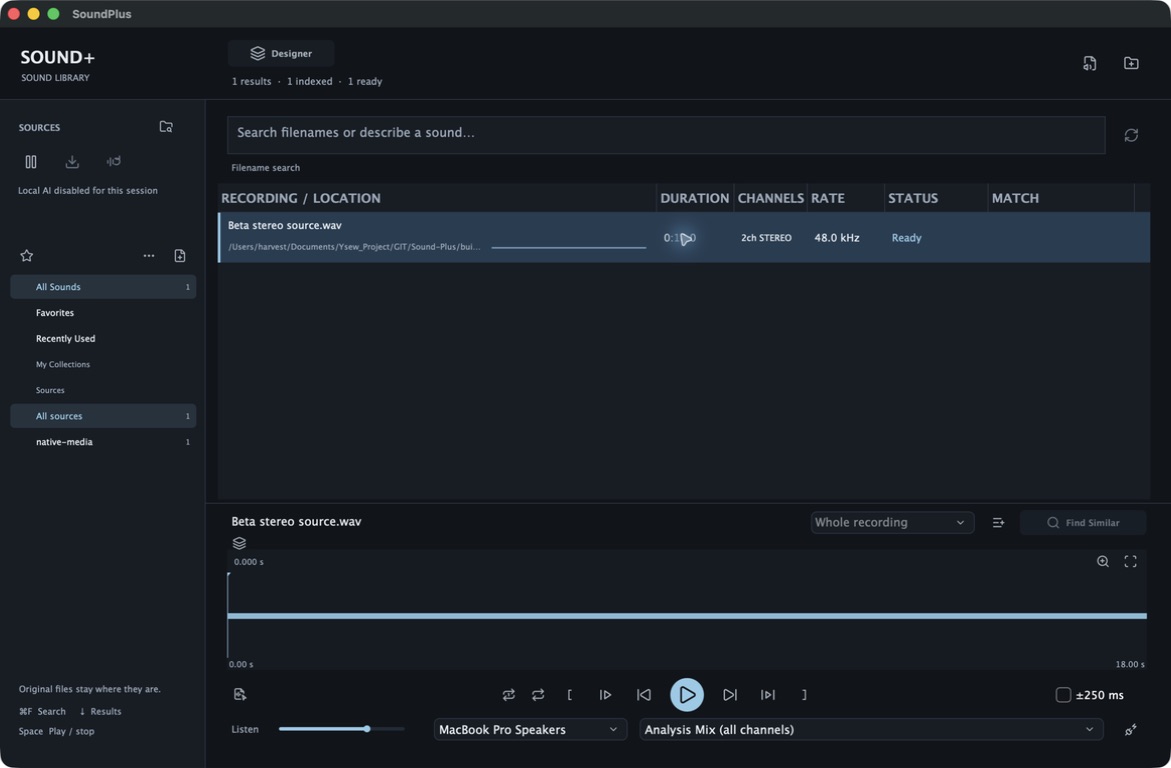 SoundPlus
SOUND+
SOUND LIBRARY
Designer
1 results · 1 indexed · 1 ready
SOURCES
Local AI disabled for this session
All Sounds 1
Favorites
Recently Used
My Collections
Sources
All sources 1
native-media 1
Original files stay where they are.
⌘F Search ↓ Results
Space Play / stop
Search filenames or describe a sound...
Filename search
RECORDING / LOCATION DURATION CHANNELS RATE STATUS MATCH
Beta stereo source.wav
/Users/harvest/Documents/Ysew_Project/GIT/Sound-Plus/bui...
2ch STEREO 48.0 kHz Ready
Beta stereo source.wav
Whole recording
Find Similar
0.000 s
0.00 s 18.00 s
[ ]
±250 ms
Listen
MacBook Pro Speakers
Analysis Mix (all channels)